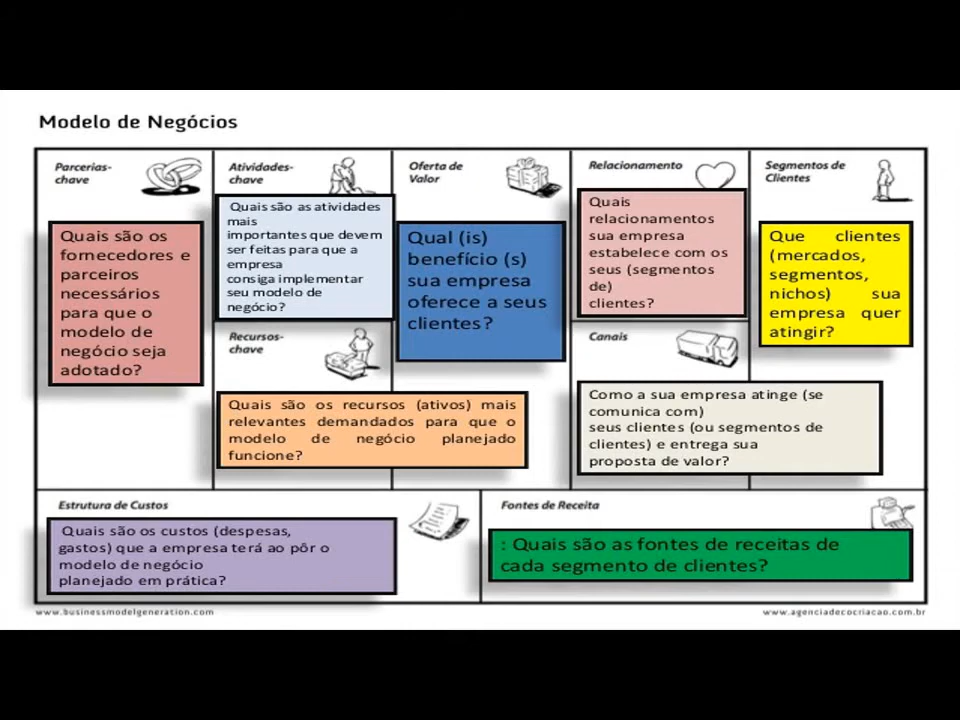 Modelo de Negócios
Parcerias-
chave
Quais são os
fornecedores e
parceiros
necessários
para que o
modelo de
negócio seja
adotado?
Atividades-
chave
Quais são as atividades
mais
importantes que devem
ser feitas para que a
empresa
consiga implementar
seu modelo de
negócio?
Recursos-
chave
Quais são os recursos (ativos) mais
relevantes demandados para que o
modelo de negócio planejado
funcione?
Oferta de
Valor
Qual (is)
benefício (s)
sua empresa
oferece a seus
clientes?
Relacionamento
Quais
relacionamentos
sua empresa
estabelece com os
seus (segmentos
de)
clientes?
Canais
Como a sua empresa atinge (se
comunica com)
seus clientes (ou segmentos de
clientes) e entrega sua
proposta de valor?
Segmentos de
Clientes
Que clientes
(mercados,
segmentos,
nichos) sua
empresa quer
atingir?
Estrutura de Custos
Quais são os custos (despesas,
gastos) que a empresa terá ao pôr o
modelo de negócio
planejado em prática?
Fontes de Receita
: Quais são as fontes de receitas de
cada segmento de clientes?
www.businessmodelgeneration.com
www.agenciadecocriacao.com.br